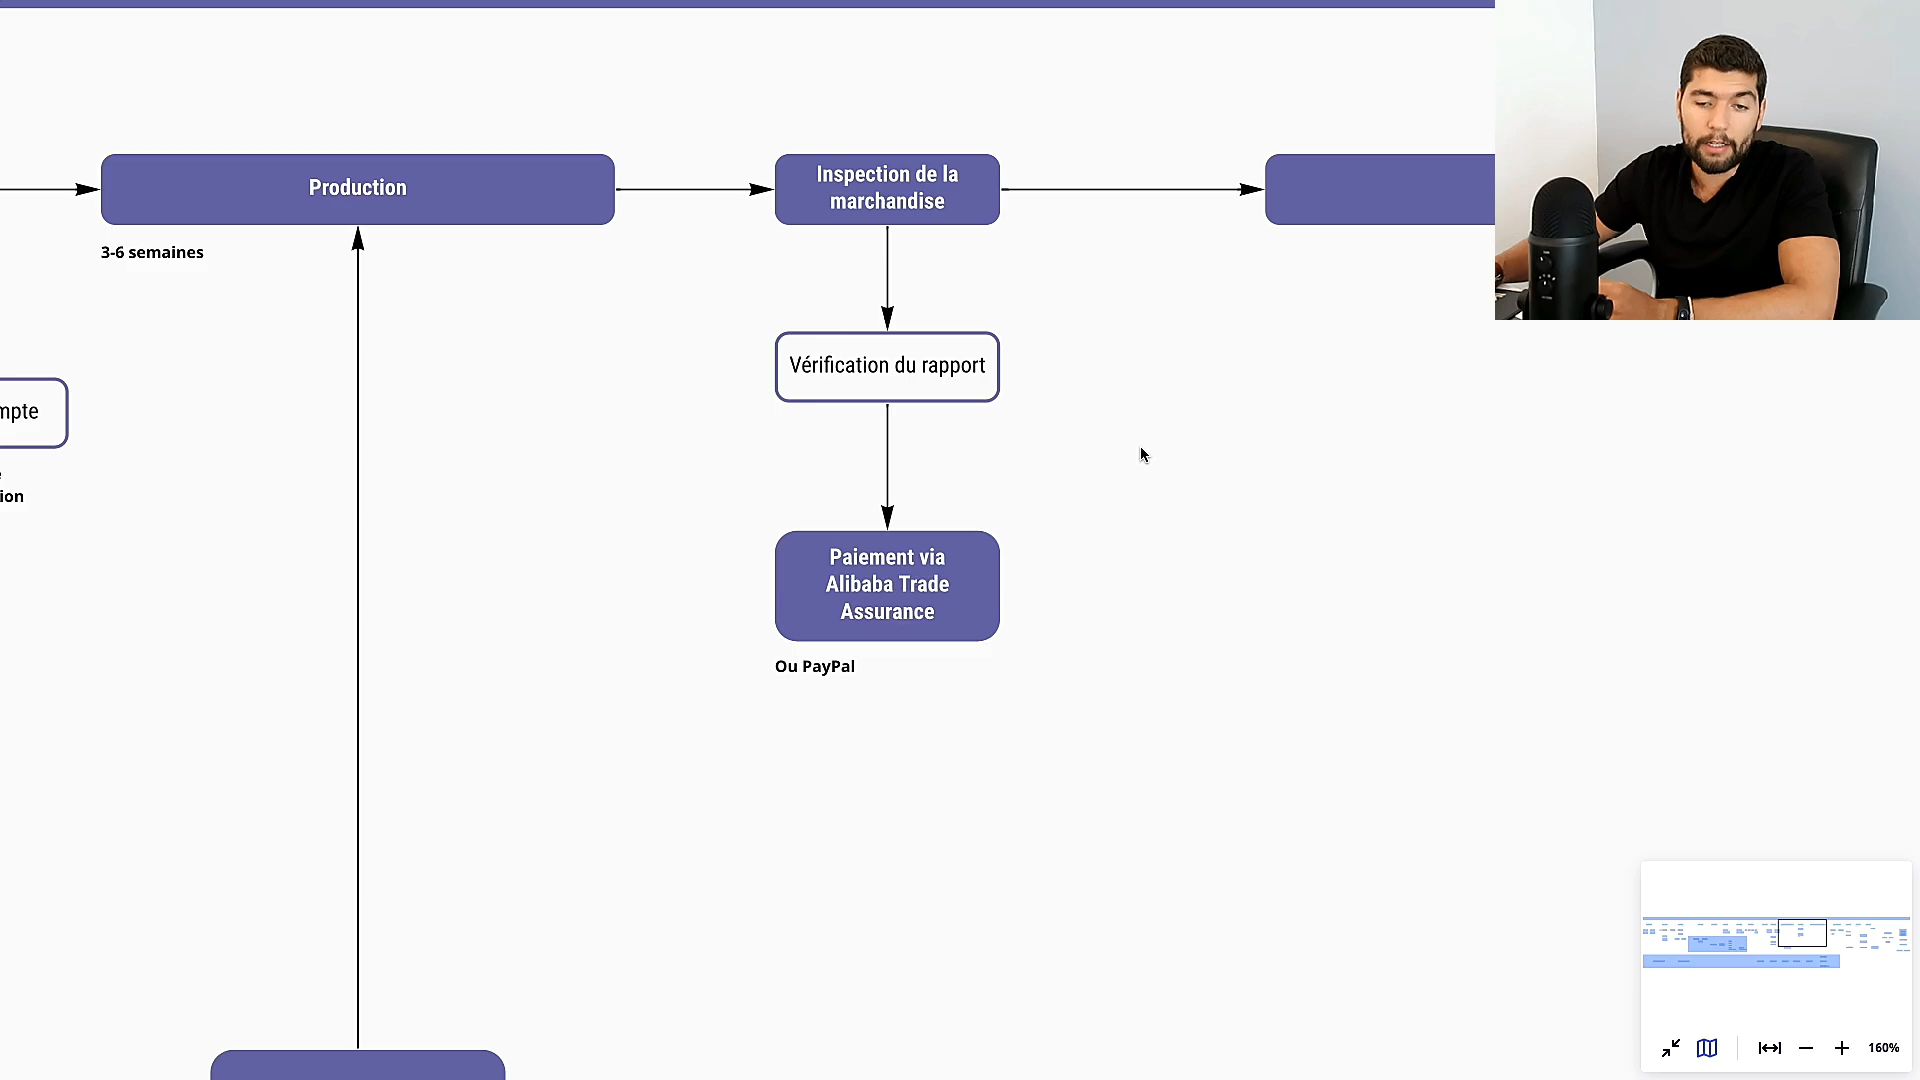 Production
Inspection de la
marchandise
3-6 semaines
Vérification du rapport
mpte
ion
Paiement via
Alibaba Trade
Assurance
Ou PayPal
160%